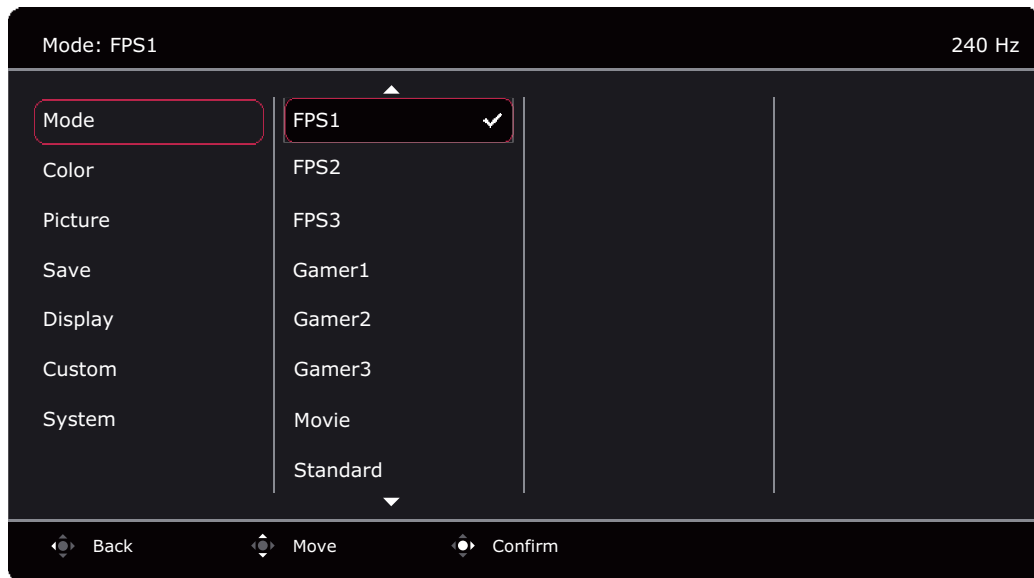 Mode: FPS1 240 Hz
Mode
Color
Picture
Save
Display
Custom
System
FPS1
FPS2
FPS3
Gamer1
Gamer2
Gamer3
Movie
Standard
Back Move Confirm